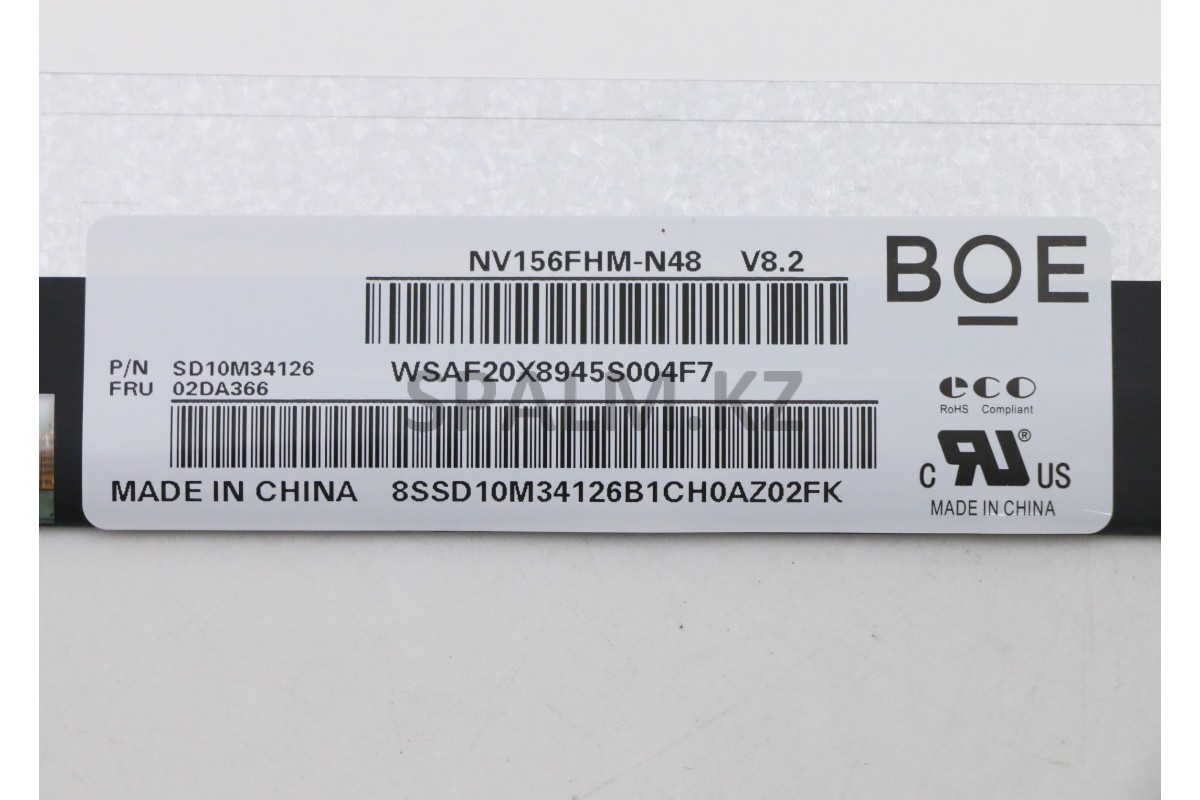 NV156FHM-N48 V8.2
BOE
P/N SD10M34126 WSAF20X8945S004F7
FRU 02DA366
SPALM.KZ
eco
RoHS Compliant
C RU ® US
MADE IN CHINA 8SSD10M34126B1CH0AZ02FK
MADE IN CHINA